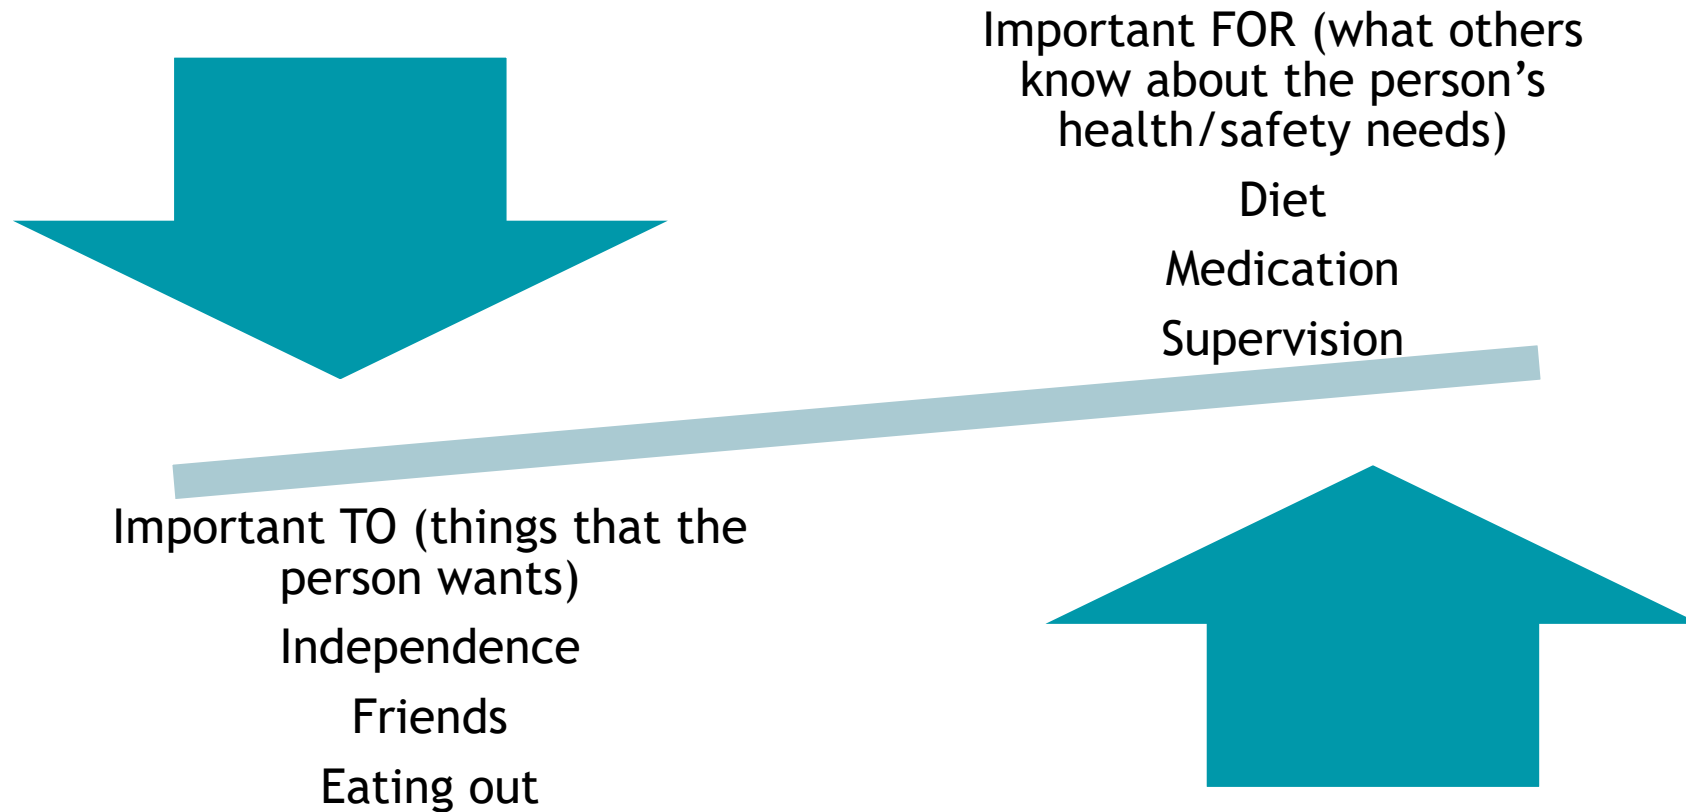 Important FOR (what others
know about the person’s
health/safety needs)
Diet
Medication
Supervision
Important TO (things that the
person wants)
Independence
Friends
Eating out